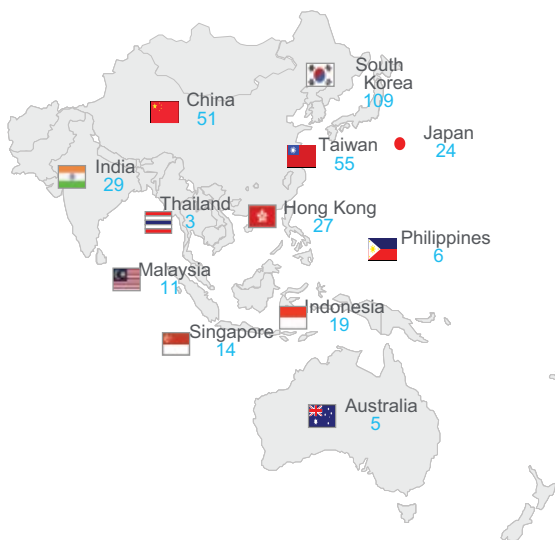 South
Korea
109
China
51
Japan
24
Taiwan
55
India
29
Thailand
3
Hong Kong
27
Philippines
6
Malaysia
11
Indonesia
19
Singapore
14
Australia
5